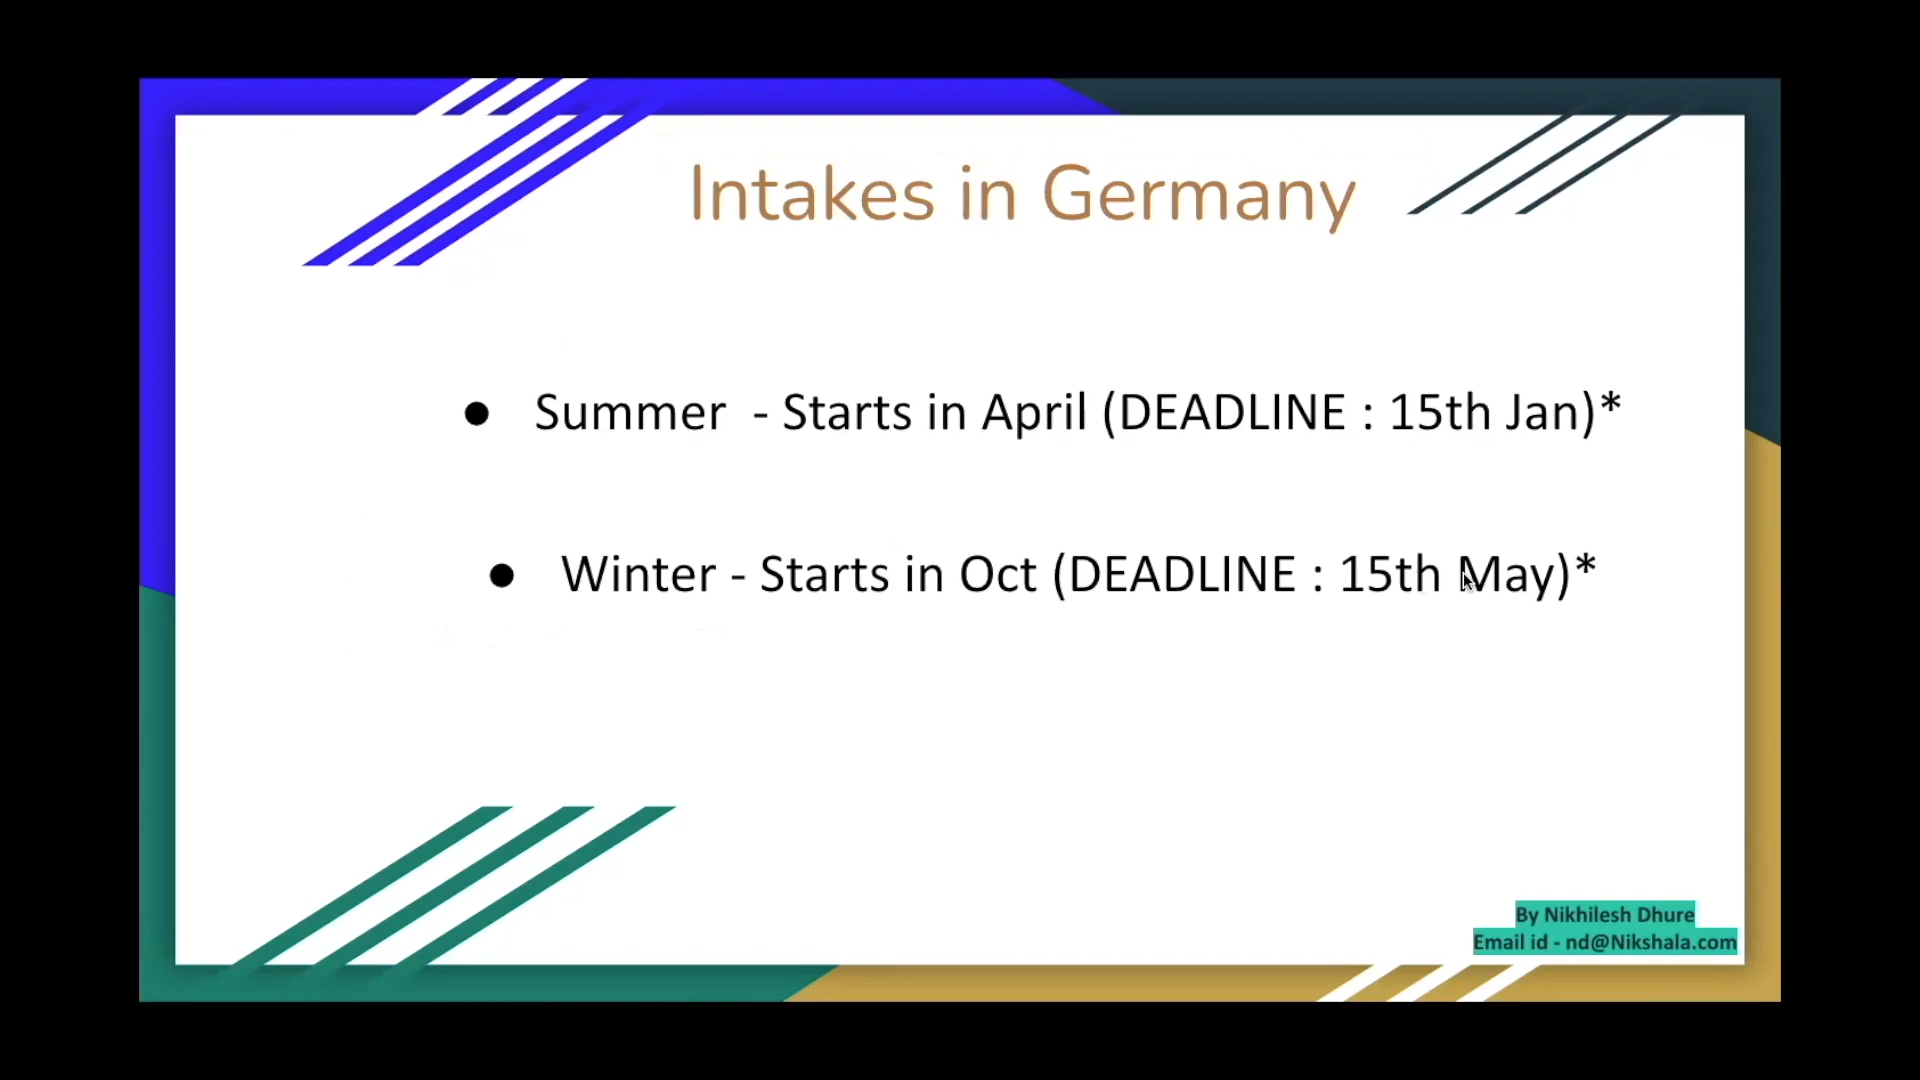 Intakes in Germany
● Summer  - Starts in April (DEADLINE : 15th Jan)*
● Winter - Starts in Oct (DEADLINE : 15th May)*
By Nikhilesh Dhure
Email id - nd@Nikshala.com